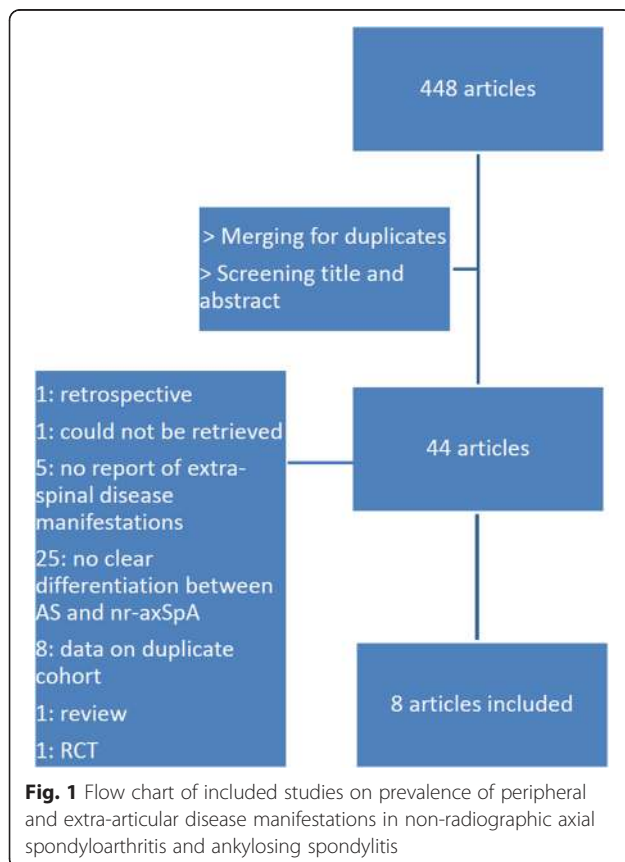 448 articles
> Merging for duplicates
> Screening title and
abstract
1: retrospective
1: could not be retrieved
5: no report of extra-
spinal disease
manifestations
25: no clear
differentiation between
AS and nr-axSpA
8: data on duplicate
cohort
1: review
1: RCT
44 articles
8 articles included
Fig. 1 Flow chart of included studies on prevalence of peripheral
and extra-articular disease manifestations in non-radiographic axial
spondyloarthritis and ankylosing spondylitis